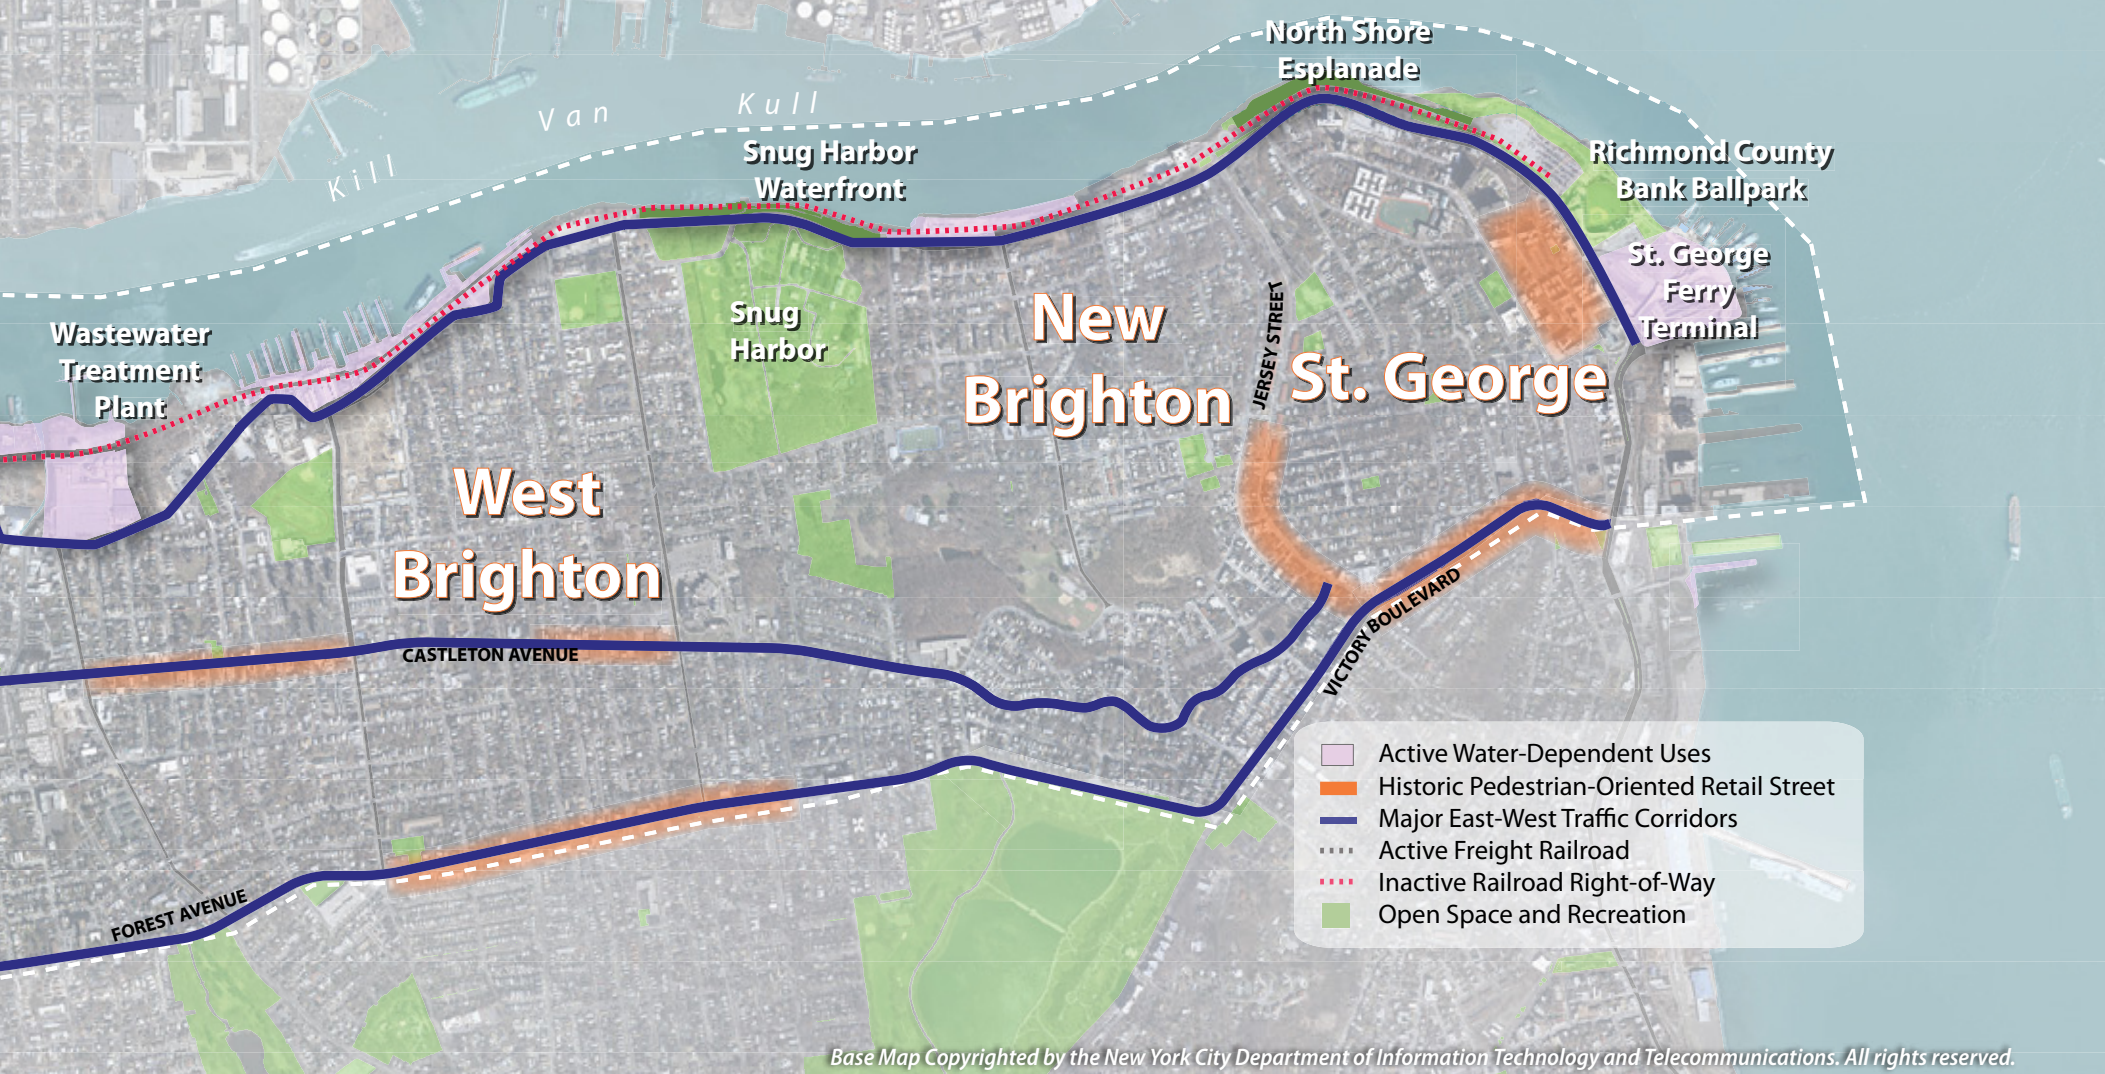 North Shore
Esplanade
Kill Van Kull
Snug Harbor
Waterfront
Richmond County
Bank Ballpark
St. George
Ferry
Terminal
Wastewater
Treatment
Plant
Snug
Harbor
New
Brighton
JERSEY STREET
St. George
West
Brighton
CASTLETON AVENUE
VICTORY BOULEVARD
FOREST AVENUE
Active Water-Dependent Uses
Historic Pedestrian-Oriented Retail Street
Major East-West Traffic Corridors
Active Freight Railroad
Inactive Railroad Right-of-Way
Open Space and Recreation
Base Map Copyrighted by the New York City Department of Information Technology and Telecommunications. All rights reserved.